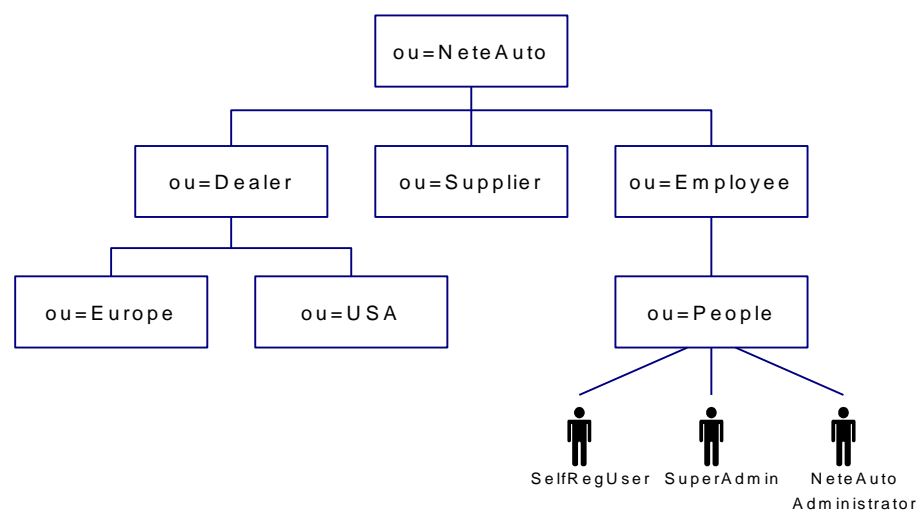 ou=NeteAuto
ou=Dealer
ou=Supplier
ou=Employee
ou=Europe
ou=USA
ou=People
SelfRegUser
SuperAdmin
NeteAuto
Administrator